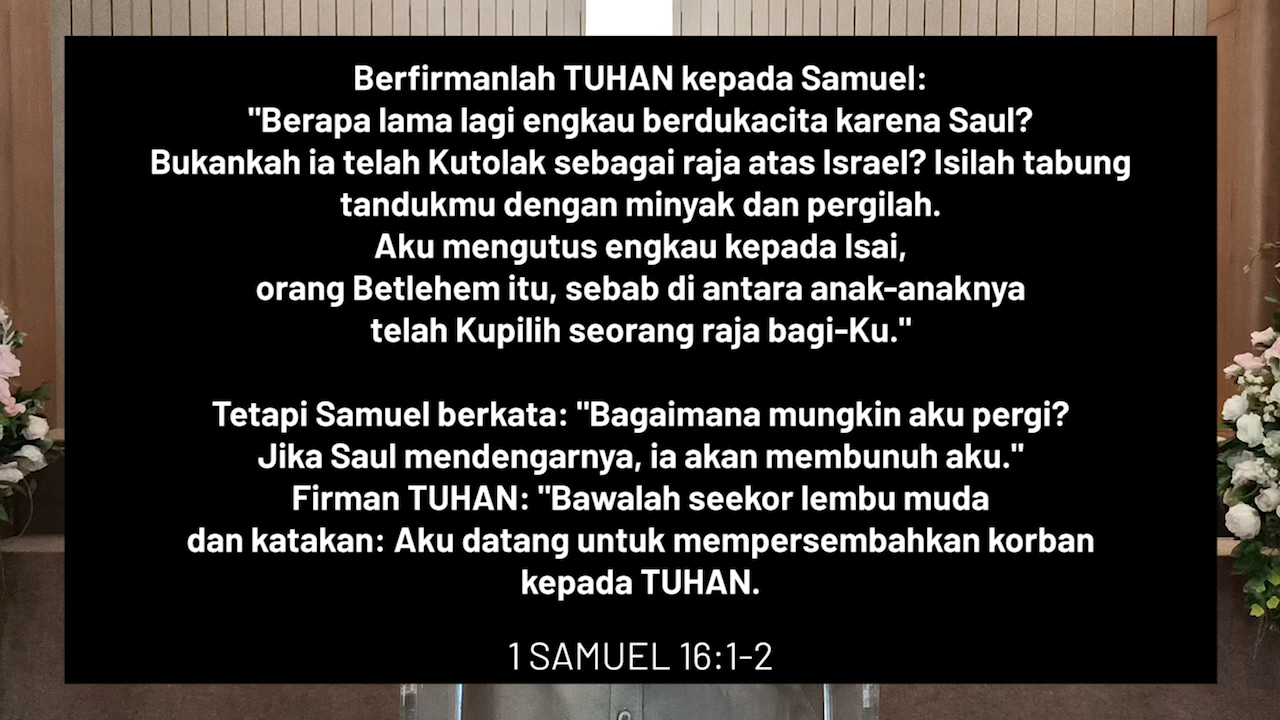 Berfirmanlah TUHAN kepada Samuel:
"Berapa lama lagi engkau berdukacita karena Saul?
Bukankah ia telah Kutolak sebagai raja atas Israel? Isilah tabung
tandukmu dengan minyak dan pergilah.
Aku mengutus engkau kepada Isai,
orang Betlehem itu, sebab di antara anak-anaknya
telah Kupilih seorang raja bagi-Ku."
Tetapi Samuel berkata: "Bagaimana mungkin aku pergi?
Jika Saul mendengarnya, ia akan membunuh aku."
Firman TUHAN: "Bawalah seekor lembu muda
dan katakan: Aku datang untuk mempersembahkan korban
kepada TUHAN.
1 SAMUEL 16:1-2